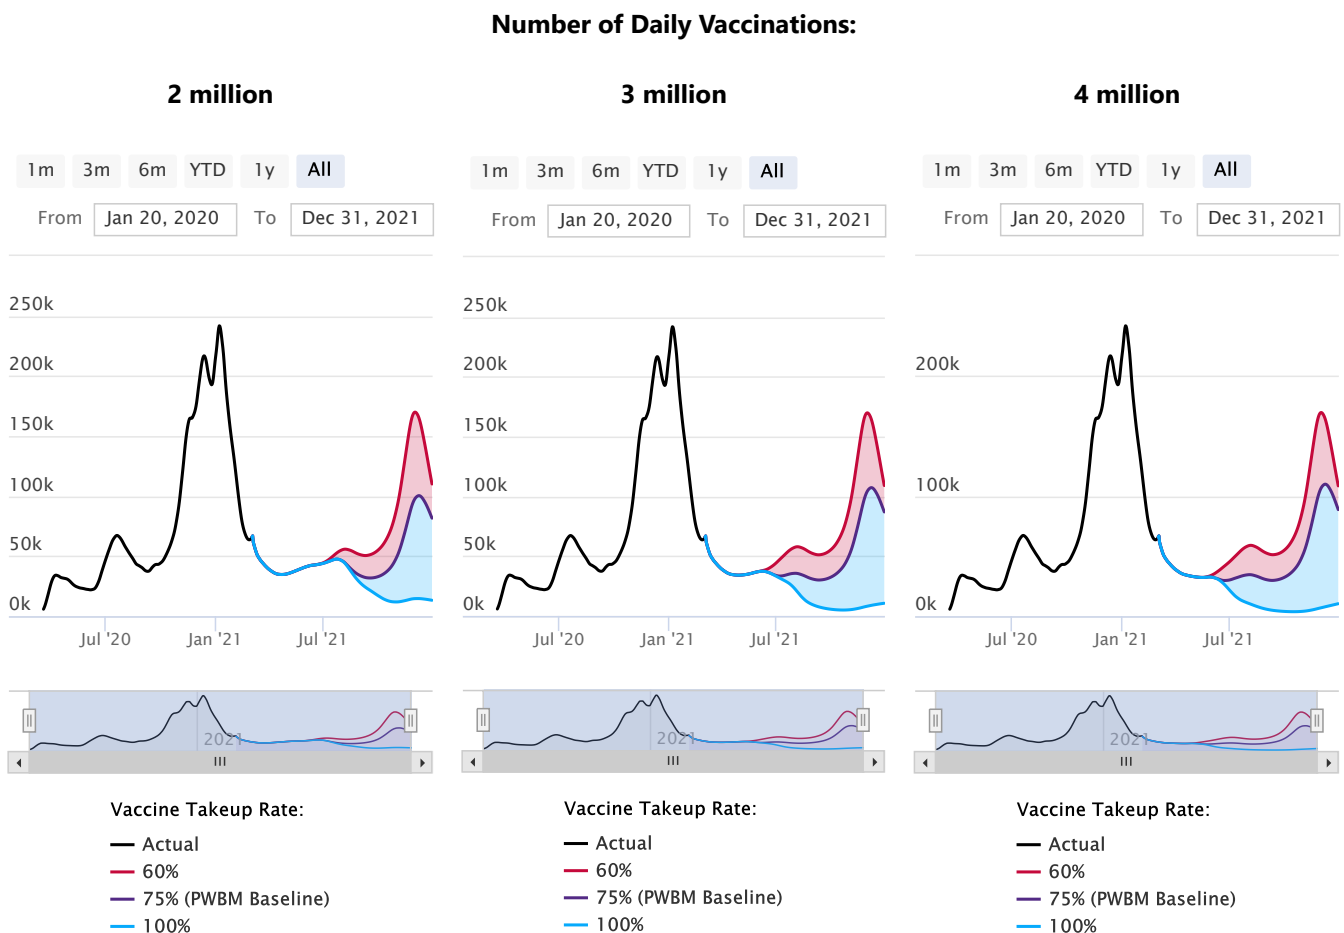 Number of Daily Vaccinations:
2 million
3 million
4 million
1m 3m 6m YTD 1y All
From Jan 20, 2020 To Dec 31, 2021
250k
200k
150k
100k
50k
0k
Jul '20 Jan '21 Jul '21
2021
Vaccine Takeup Rate:
Actual
60%
75% (PWBM Baseline)
100%
1m 3m 6m YTD 1y All
From Jan 20, 2020 To Dec 31, 2021
250k
200k
150k
100k
50k
0k
Jul '20 Jan '21 Jul '21
2021
Vaccine Takeup Rate:
Actual
60%
75% (PWBM Baseline)
100%
1m 3m 6m YTD 1y All
From Jan 20, 2020 To Dec 31, 2021
200k
100k
0k
Jul '20 Jan '21 Jul '21
2021
Vaccine Takeup Rate:
Actual
60%
75% (PWBM Baseline)
100%